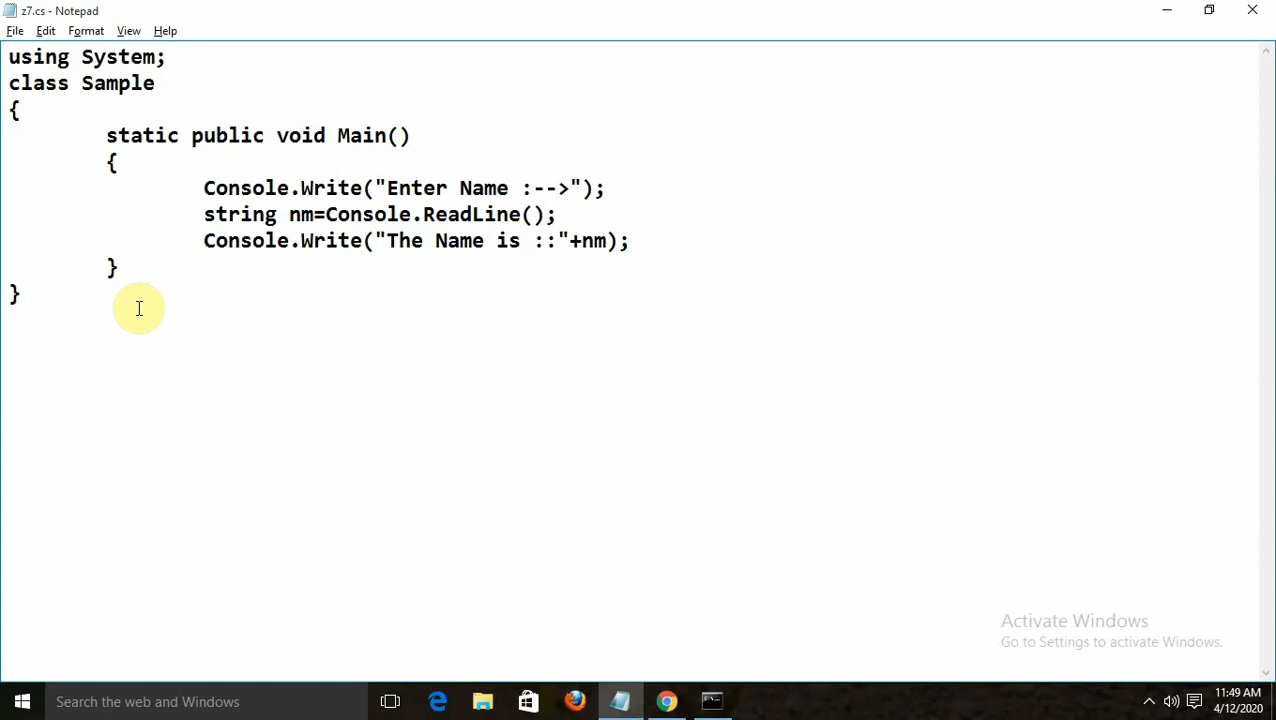 z7.cs - Notepad
File Edit Format View Help
using System;
class Sample
{
static public void Main()
{
Console.Write("Enter Name :-->");
string nm=Console.ReadLine();
Console.Write("The Name is ::"+nm);
}
}
Activate Windows
Go to Settings to activate Windows.
Search the web and Windows
11:49 AM
4/12/2020